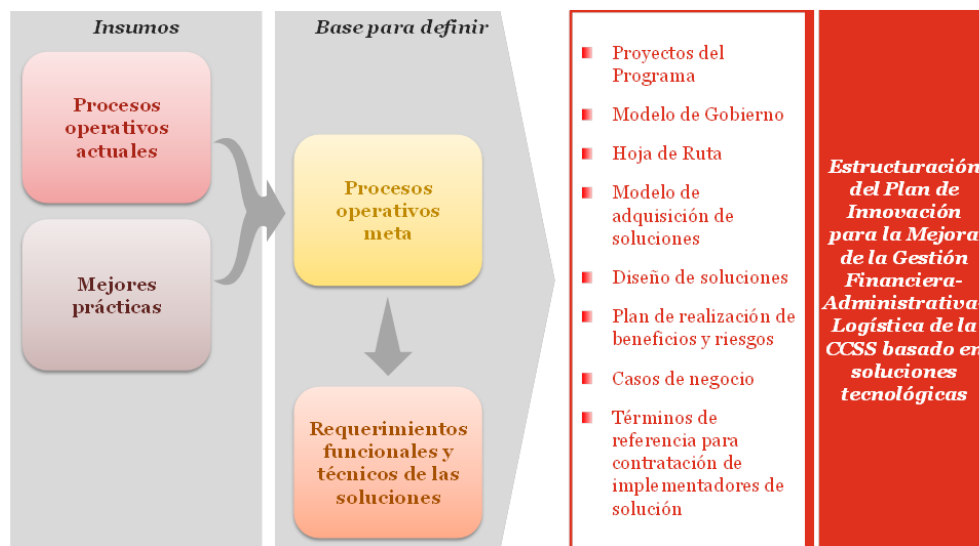 Insumos
Procesos
operativos
actuales
Mejores
prácticas
Base para definir
Procesos
operativos
meta
Requerimientos
funcionales y
técnicos de las
soluciones
Proyectos del
Programa
Modelo de Gobierno
Hoja de Ruta
Modelo de
adquisición de
soluciones
Diseño de soluciones
Plan de realización de
beneficios y riesgos
Casos de negocio
Términos de
referencia para
contratación de
implementadores de
solución
Estructuración
del Plan de
Innovación
para la Mejora
de la Gestión
Financiera-
Administrativa-
Logística de la
CCSS basado en
soluciones
tecnológicas